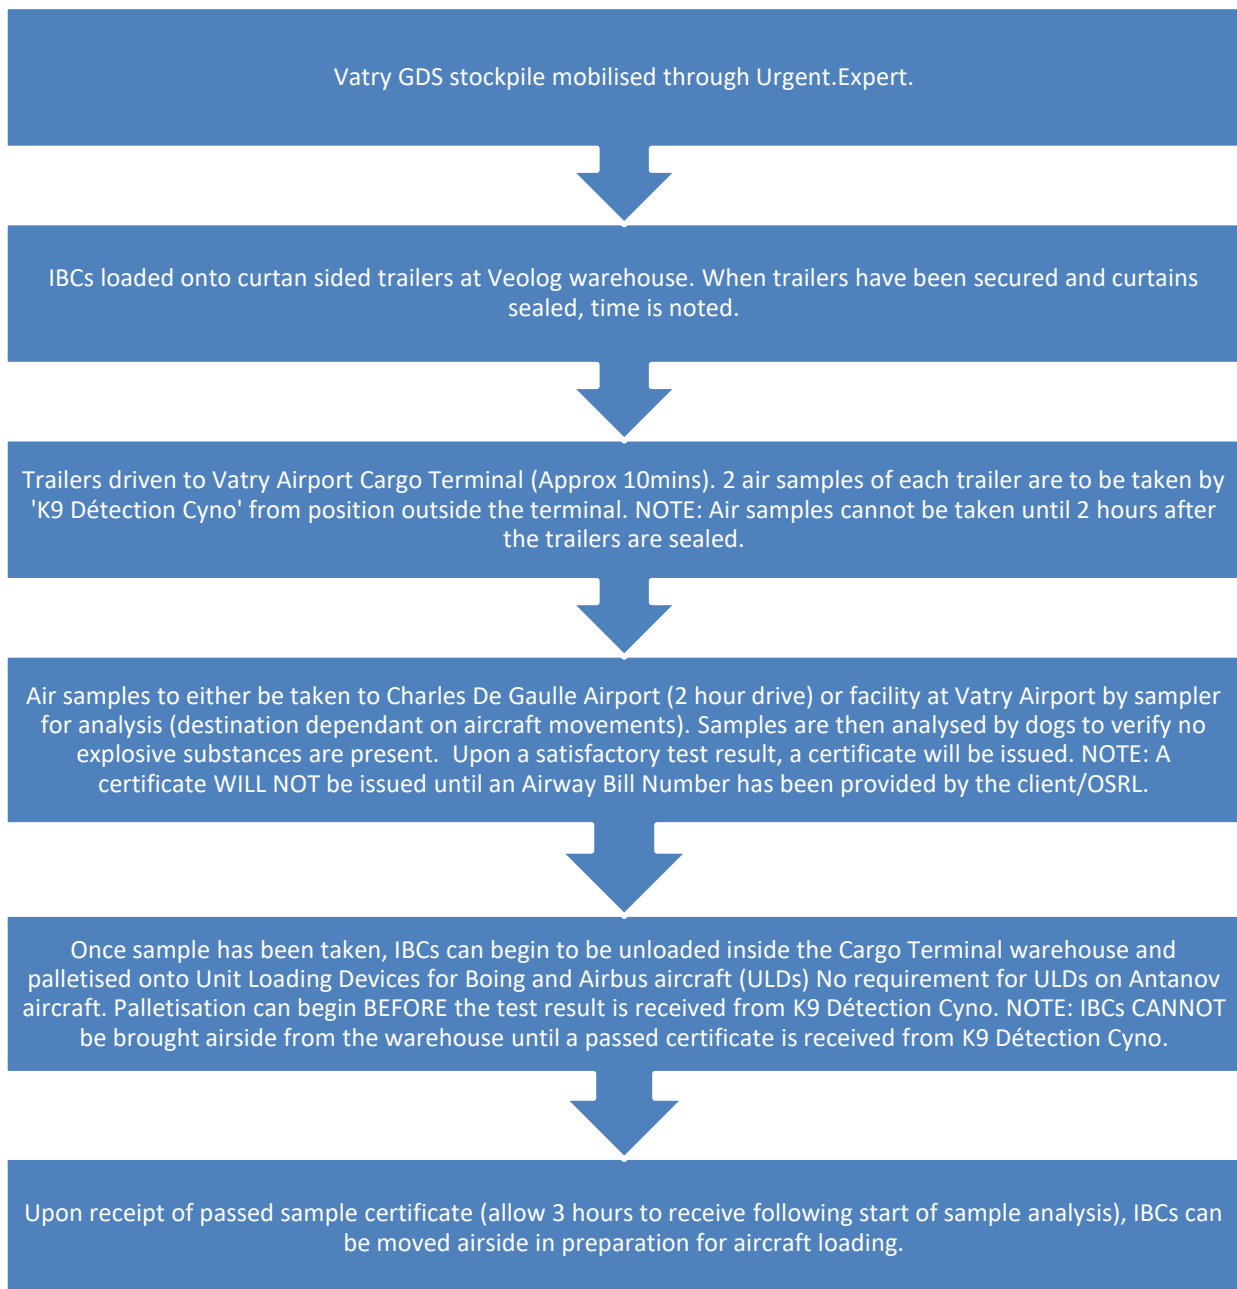 Vatry GDS stockpile mobilised through Urgent.Expert.
IBCs loaded onto curtan sided trailers at Veolog warehouse. When trailers have been secured and curtains
sealed, time is noted.
Trailers driven to Vatry Airport Cargo Terminal (Approx 10mins). 2 air samples of each trailer are to be taken by
'K9 Détection Cyno' from position outside the terminal. NOTE: Air samples cannot be taken until 2 hours after
the trailers are sealed.
Air samples to either be taken to Charles De Gaulle Airport (2 hour drive) or facility at Vatry Airport by sampler
for analysis (destination dependant on aircraft movements). Samples are then analysed by dogs to verify no
explosive substances are present.  Upon a satisfactory test result, a certificate will be issued. NOTE: A
certificate WILL NOT be issued until an Airway Bill Number has been provided by the client/OSRL.
Once sample has been taken, IBCs can begin to be unloaded inside the Cargo Terminal warehouse and
palletised onto Unit Loading Devices for Boing and Airbus aircraft (ULDs) No requirement for ULDs on Antanov
aircraft. Palletisation can begin BEFORE the test result is received from K9 Détection Cyno. NOTE: IBCs CANNOT
be brought airside from the warehouse until a passed certificate is received from K9 Détection Cyno.
Upon receipt of passed sample certificate (allow 3 hours to receive following start of sample analysis), IBCs can
be moved airside in preparation for aircraft loading.